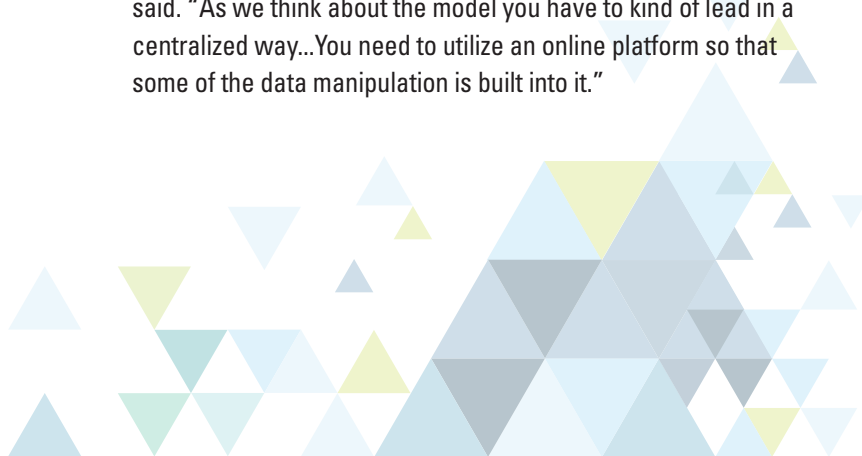 said. “As we think about the model you have to kind of lead in a
centralized way...You need to utilize an online platform so that
some of the data manipulation is built into it.”